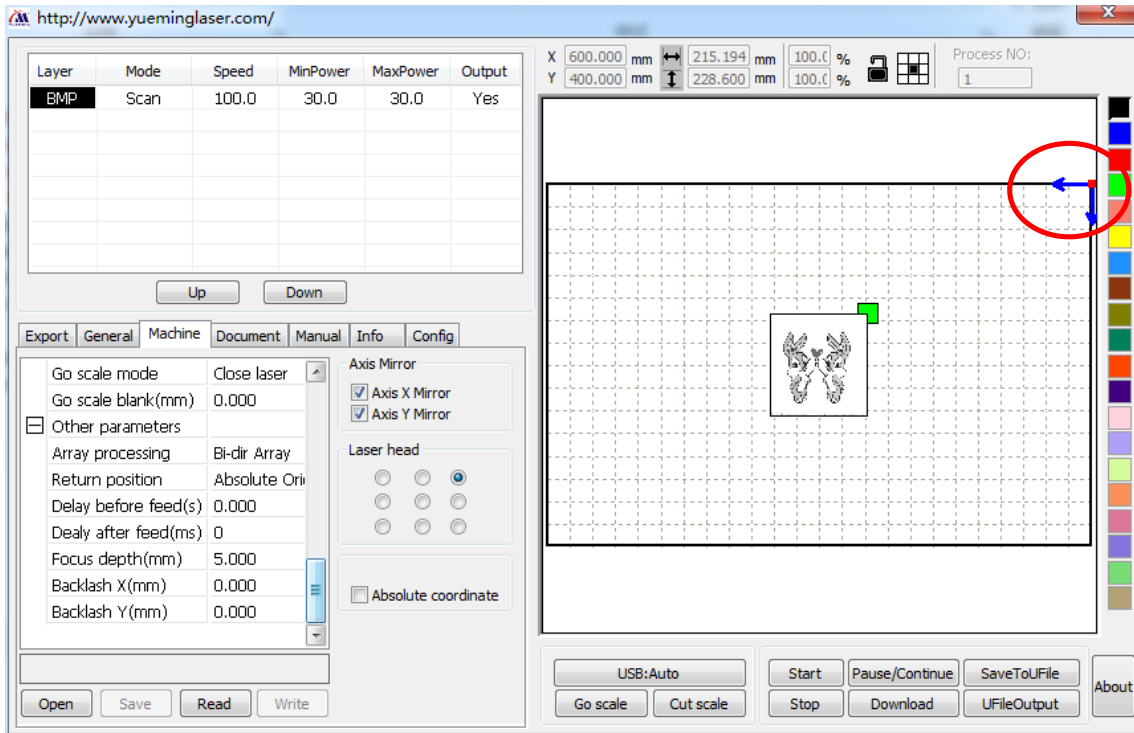 http://www.yueminglaser.com/
Layer Mode Speed MinPower MaxPower Output
BMP Scan 100.0 30.0 30.0 Yes
Up Down
Export General Machine Document Manual Info Config
Go scale mode Close laser
Go scale blank(mm) 0.000
Other parameters
Array processing Bi-dir Array
Return position Absolute Ori
Delay before feed(s) 0.000
Dealy after feed(ms) 0
Focus depth(mm) 5.000
Backlash X(mm) 0.000
Backlash Y(mm) 0.000
Open Save Read Write
Axis Mirror
Axis X Mirror
Axis Y Mirror
Laser head
Absolute coordinate
X 600.000 mm 215.194 mm 100.( % Process NO:
Y 400.000 mm 228.600 mm 100.( % 1
USB:Auto Start Pause/Continue SaveToUFile
Go scale Cut scale Stop Download UFileOutput
About